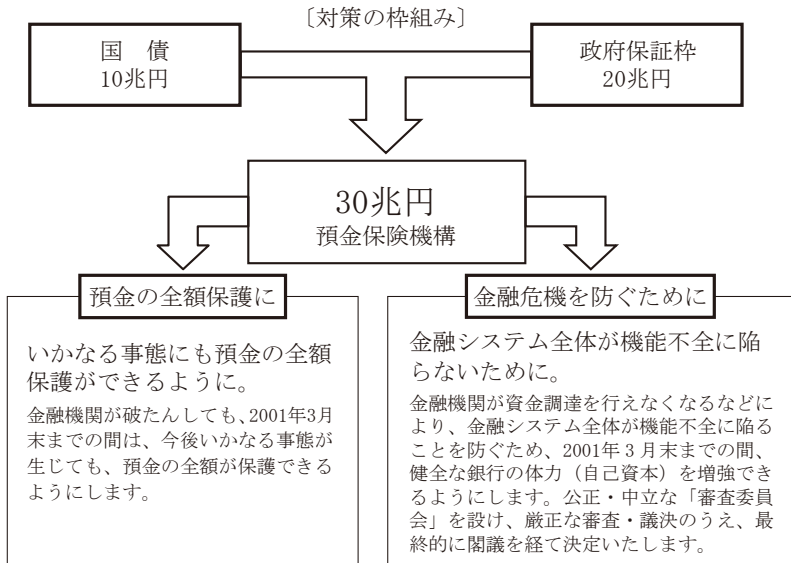 〔対策の枠組み〕
国　債
10兆円
政府保証枠
20兆円
30兆円
預金保険機構
預金の全額保護に
いかなる事態にも預金の全額
保護ができるように。
金融機関が破たんしても、2001年3月
末までの間は、今後いかなる事態が
生じても、預金の全額が保護できる
ようにします。
金融危機を防ぐために
金融システム全体が機能不全に陥
らないために。
金融機関が資金調達を行えなくなるなどに
より、金融システム全体が機能不全に陥る
ことを防ぐため、2001年３月末までの間、
健全な銀行の体力（自己資本）を増強でき
るようにします。公正・中立な「審査委員
会」を設け、厳正な審査・議決のうえ、最
終的に閣議を経て決定いたします。